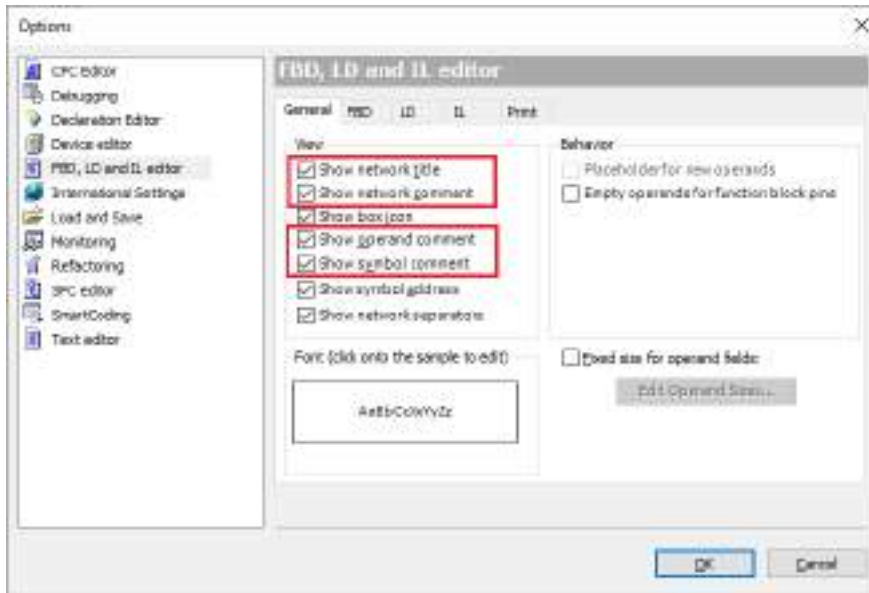 Options
CFC Editor
Debugging
Declaration Editor
Device editor
FBD, LD and IL editor
International Settings
Load and Save
Monitoring
Refactoring
SFC editor
SmartCoding
Text editor
FBD, LD and IL editor
General FBD LD IL Print
View
Show network title
Show network comment
Show box icon
Show operand comment
Show symbol comment
Show symbol address
Show network separators
Behavior
Placeholder for new operands
Empty operands for function block pins
Font (click onto the sample to edit)
AaBbCcXxYyZz
Fixed size for operand fields:
Edit Operand Sizes...
OK Cancel